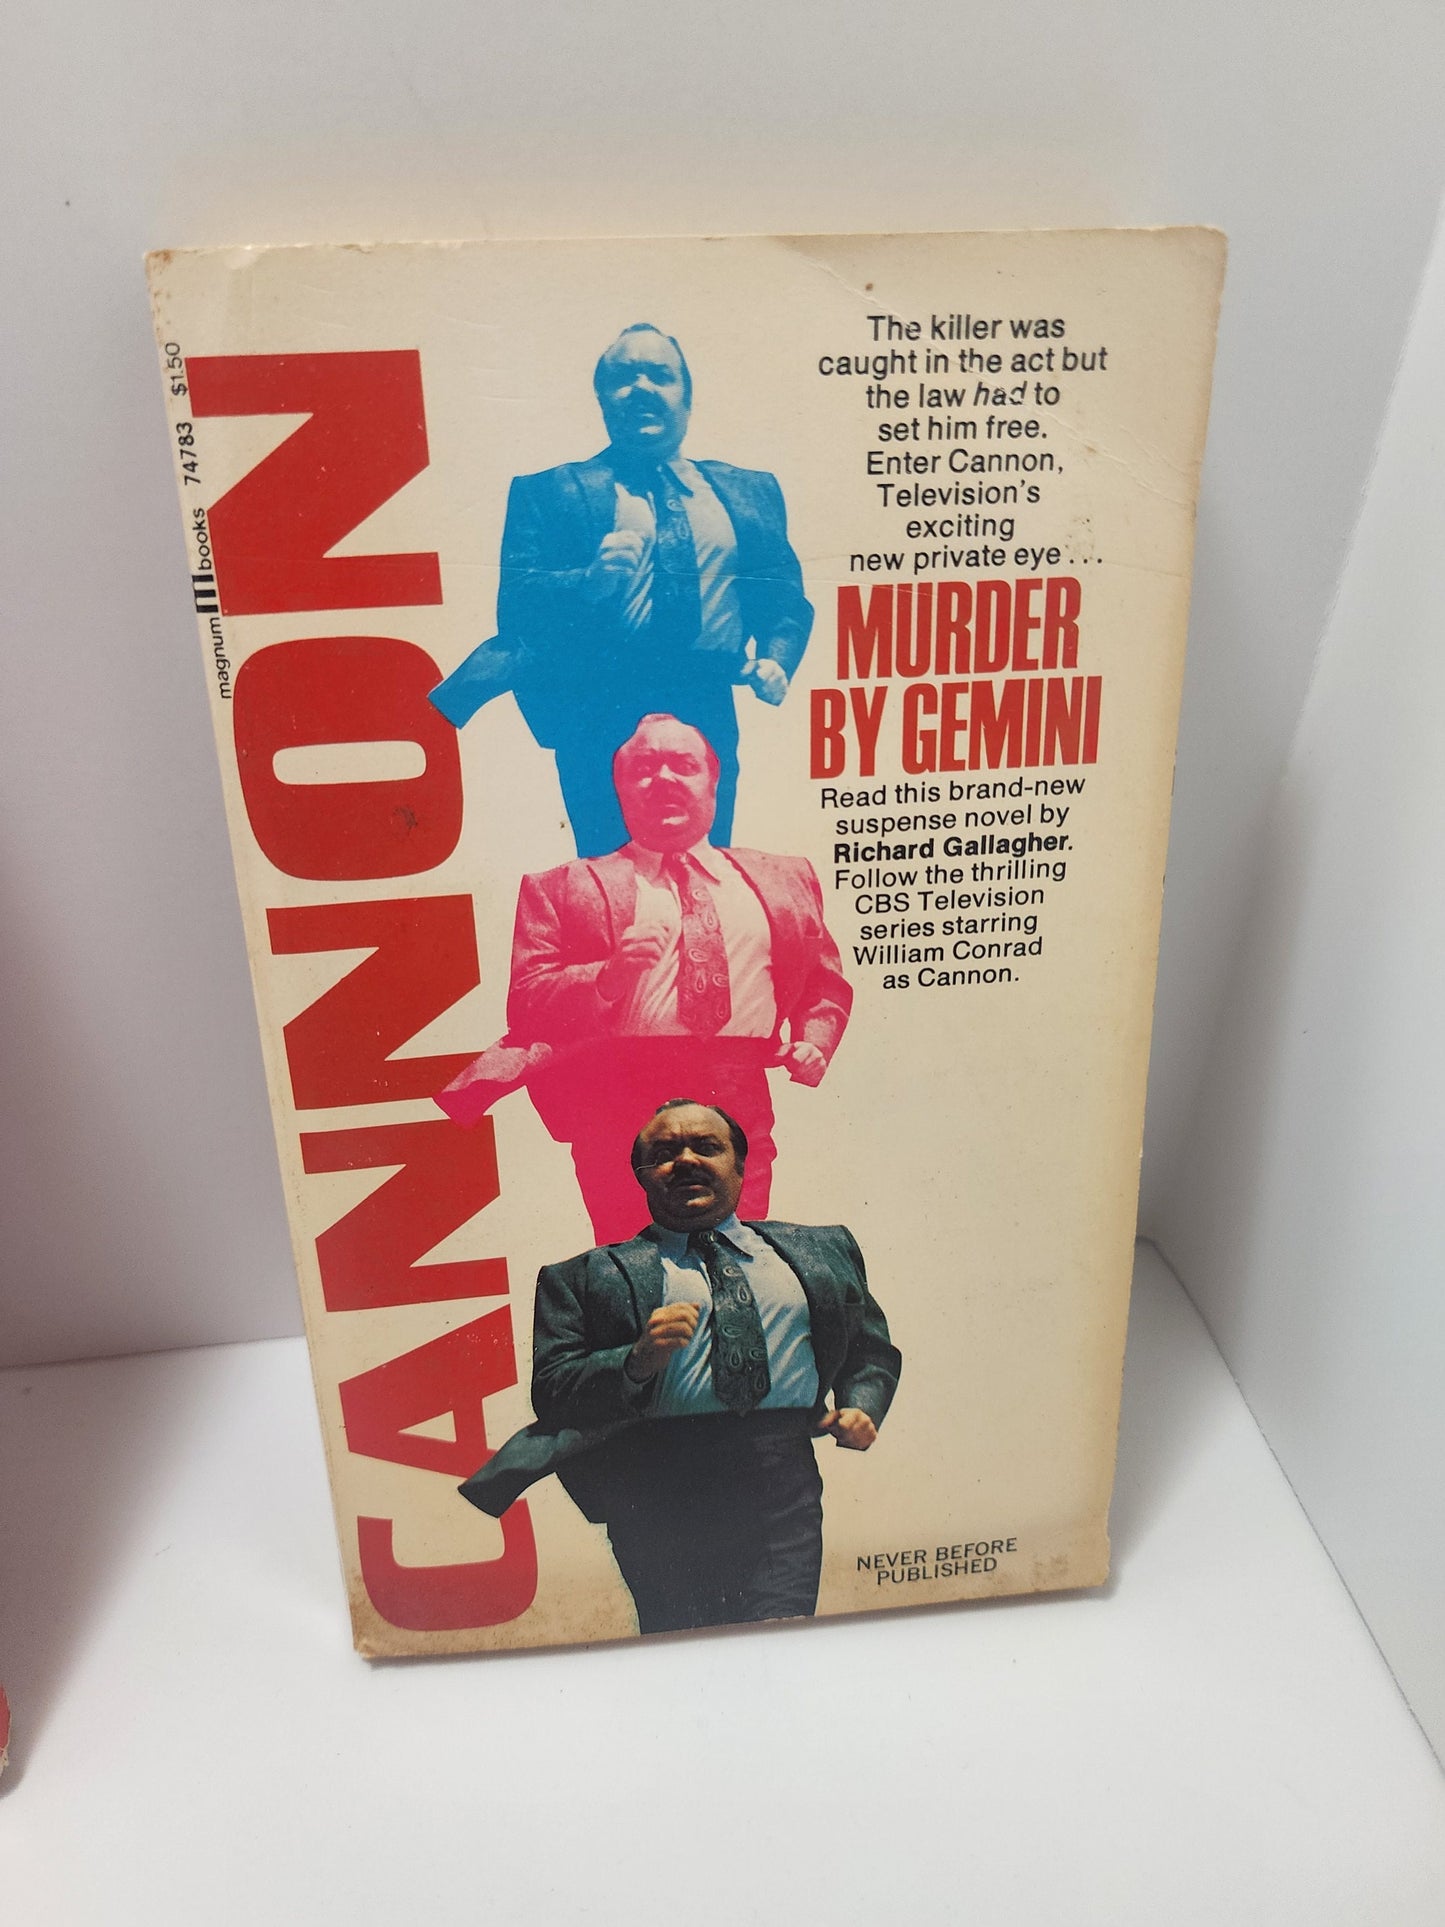 magnum books 74783 $1.50
CANNON
The killer was
caught in the act but
the law had to
set him free.
Enter Cannon,
Television's
exciting
new private eye...
MURDER
BY GEMINI
Read this brand-new
suspense novel by
Richard Gallagher.
Follow the thrilling
CBS Television
series starring
William Conrad
as Cannon.
NEVER BEFORE
PUBLISHED